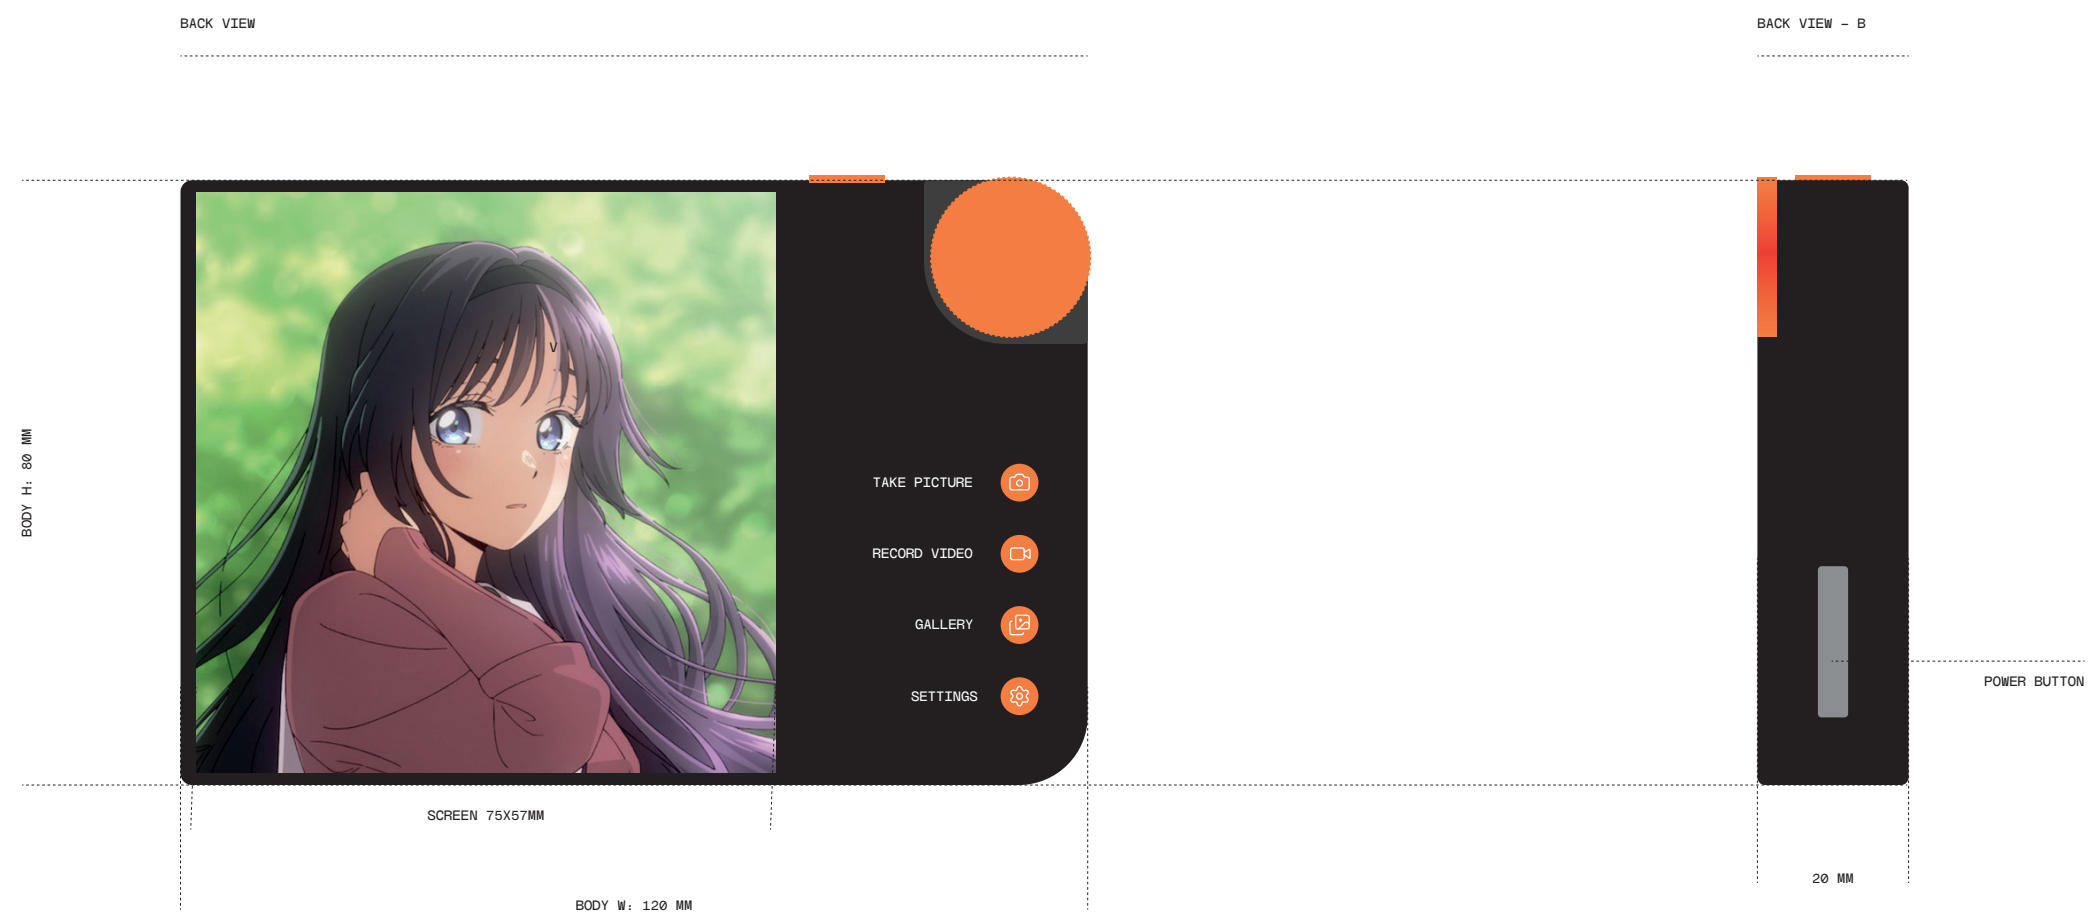 BACK VIEW
BACK VIEW – B
V
TAKE PICTURE
RECORD VIDEO
GALLERY
SETTINGS
BODY H: 80 MM
POWER BUTTON
SCREEN 75X57MM
20 MM
BODY W: 120 MM